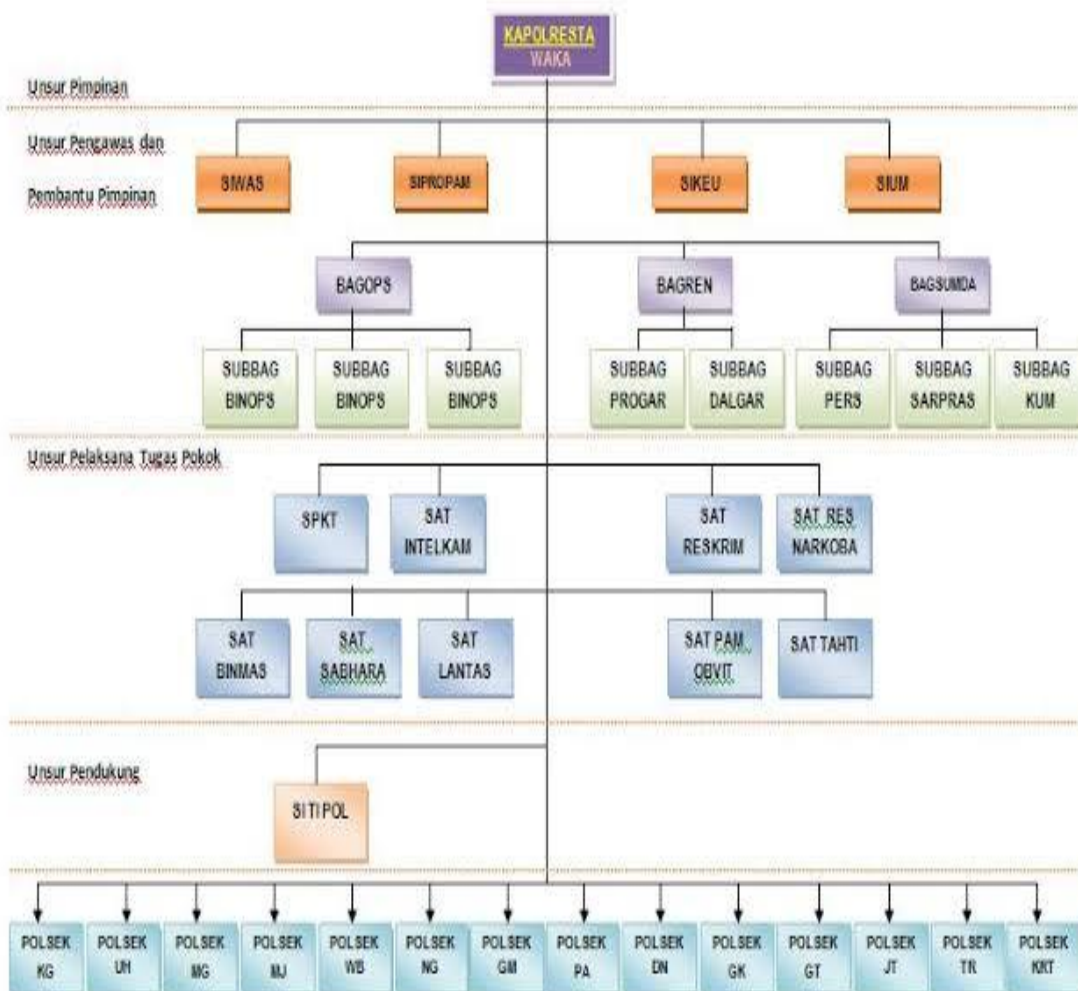 KAPOLRESTA
WAKA
Unsur Pimpinan
Unsur Pengawas dan
Pembantu Pimpinan
SIWAS
SIPROPAM
SIKEU
SIUM
BAGOPS
BAGREN
BAGSUMDA
SUBBAG
BINOPS
SUBBAG
BINOPS
SUBBAG
BINOPS
SUBBAG
PROGAR
SUBBAG
DALGAR
SUBBAG
PERS
SUBBAG
SARPRAS
SUBBAG
KUM
Unsur Pelaksana Tugas Pokok
SPKT
SAT
INTELKAM
SAT
RESKRIM
SAT RES
NARKOBA
SAT
BINMAS
SAT
SABHARA
SAT
LANTAS
SAT PAM
OBVIT
SAT TAHTI
Unsur Pendukung
SI TI POL
POLSEK
KG
POLSEK
UH
POLSEK
MG
POLSEK
MJ
POLSEK
WB
POLSEK
NG
POLSEK
GM
POLSEK
PA
POLSEK
DN
POLSEK
GK
POLSEK
GT
POLSEK
JT
POLSEK
TR
POLSEK
KRT